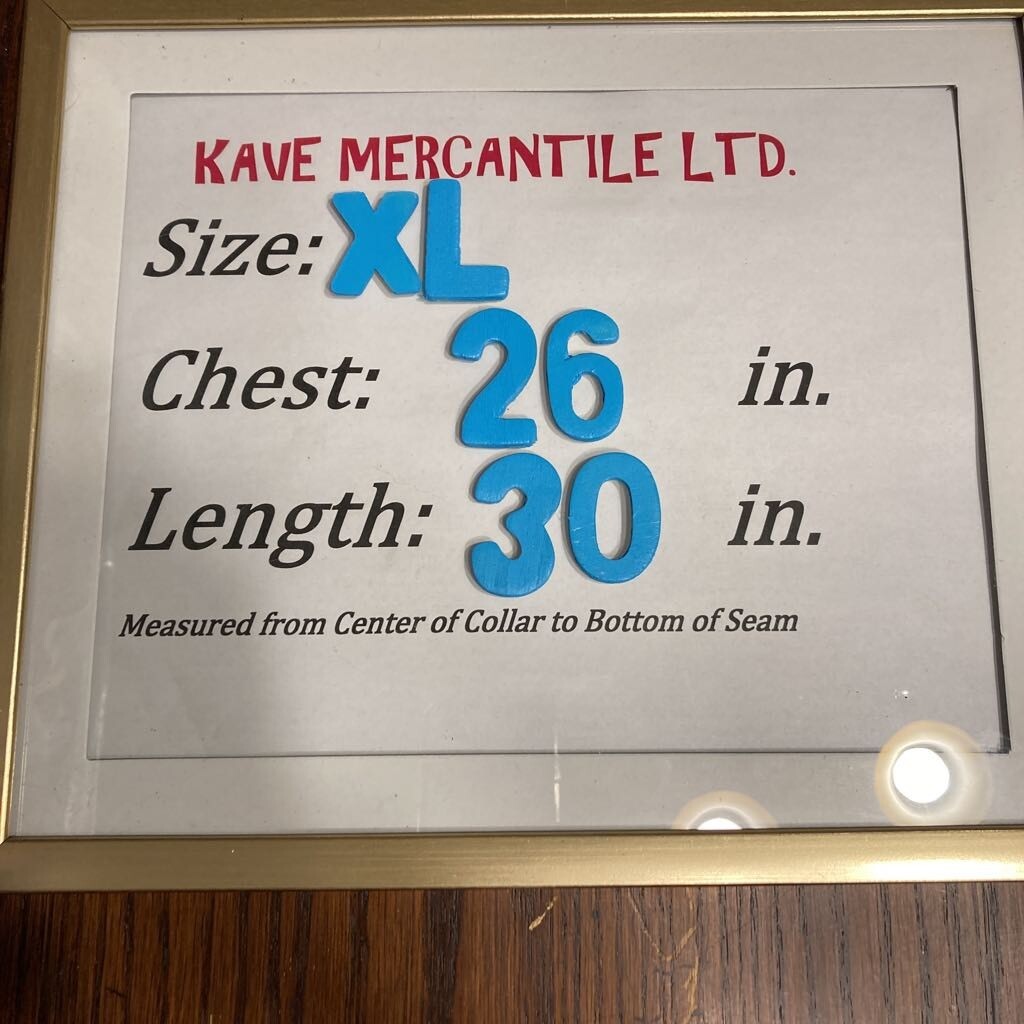 KAVE MERCANTILE LTD.
Size: XL
Chest: 26 in.
Length: 30 in.
Measured from Center of Collar to Bottom of Seam